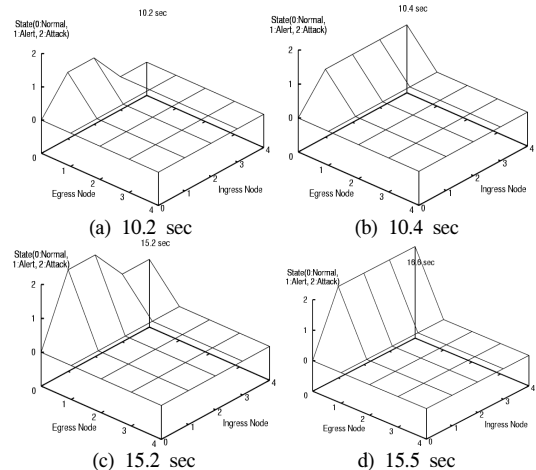 10.2 sec
State(0:Normal,
1:Alert, 2:Attack)
2
1
0
0
1
2
3
4
Egress Node
0
1
2
3
4
Ingress Node
(a) 10.2 sec
10.4 sec
State(0:Normal,
1:Alert, 2:Attack)
2
1
0
0
1
2
3
4
Egress Node
0
1
2
3
4
Ingress Node
(b) 10.4 sec
15.2 sec
State(0:Normal,
1:Alert, 2:Attack)
2
1
0
0
1
2
3
4
Egress Node
0
1
2
3
4
Ingress Node
(c) 15.2 sec
State(0:Normal,
1:Alert, 2:Attack)
2
1
0
0
1
2
3
4
Egress Node
0
1
2
3
4
Ingress Node
d) 15.5 sec